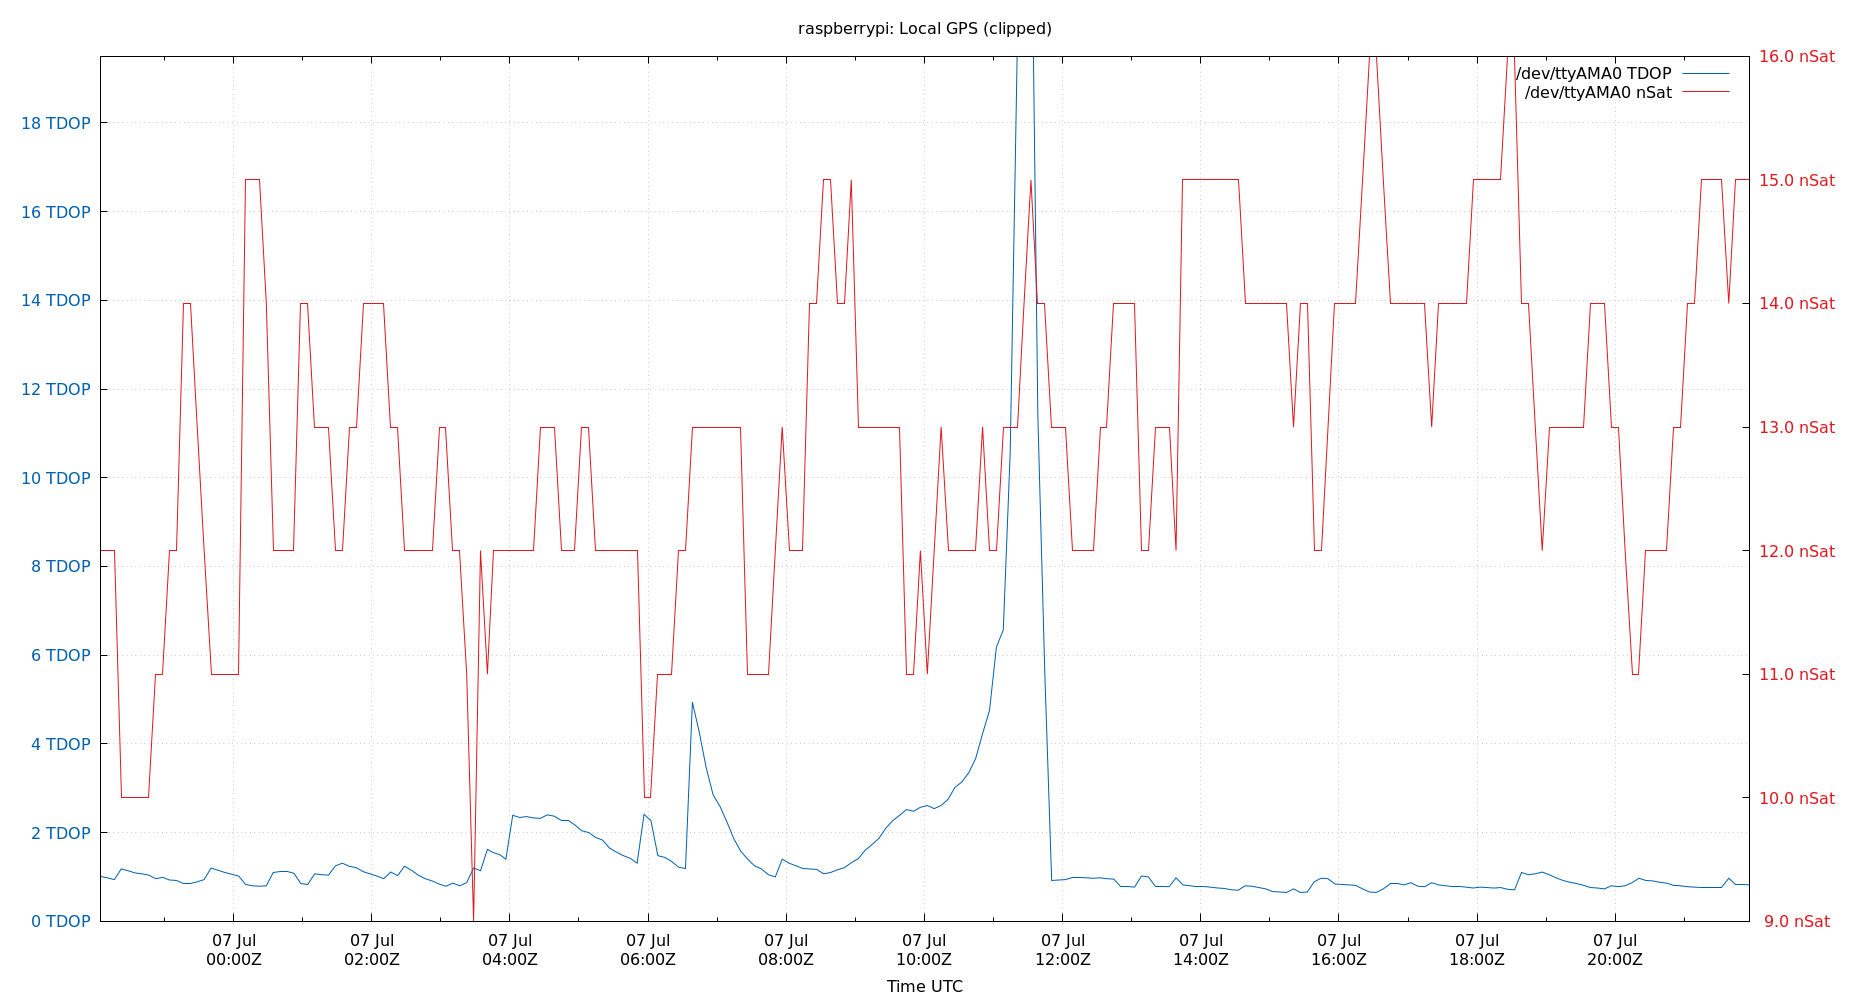 raspberrypi: Local GPS (clipped)
16.0 nSat
/dev/ttyAMA0 TDOP
/dev/ttyAMA0 nSat
18 TDOP
15.0 nSat
16 TDOP
14 TDOP
14.0 nSat
12 TDOP
13.0 nSat
10 TDOP
12.0 nSat
8 TDOP
6 TDOP
11.0 nSat
4 TDOP
10.0 nSat
2 TDOP
0 TDOP
9.0 nSat
07 Jul 07 Jul 07 Jul 07 Jul 07 Jul 07 Jul 07 Jul 07 Jul 07 Jul 07 Jul 07 Jul
00:00Z 02:00Z 04:00Z 06:00Z 08:00Z 10:00Z 12:00Z 14:00Z 16:00Z 18:00Z 20:00Z
Time UTC